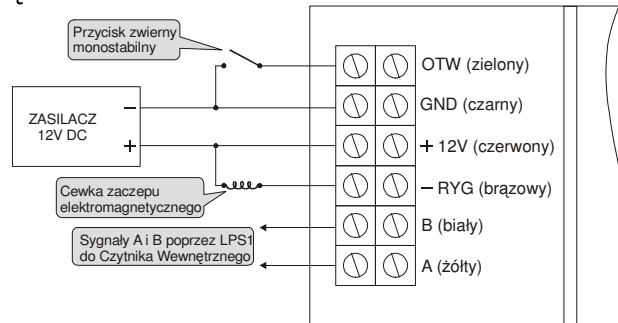 Przycisk zwierny
monostabilny
OTW (zielony)
GND (czarny)
ZASILACZ
12V DC
–
+
+ 12V (czerwony)
– RYG (brązowy)
Cewka zaczepu
elektromagnetycznego
B (biały)
Sygnały A i B poprzez LPS1
do Czytnika Wewnętrznego
A (żółty)